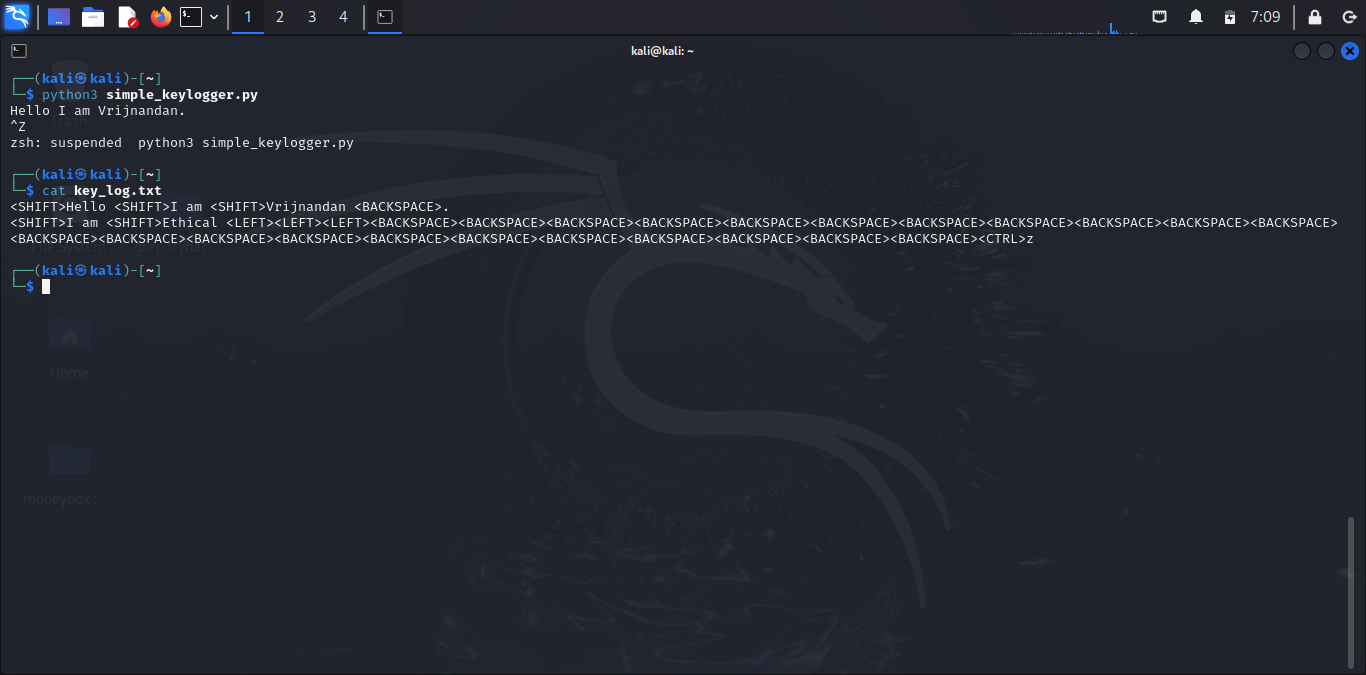 1 2 3 4 7:09
kali@kali: ~
┌──(kali㉿kali)-[~]
└─$ python3 simple_keylogger.py
Hello I am Vrijnandan.
^Z
zsh: suspended  python3 simple_keylogger.py
┌──(kali㉿kali)-[~]
└─$ cat key_log.txt
<SHIFT>Hello <SHIFT>I am <SHIFT>Vrijnandan <BACKSPACE>.
<SHIFT>I am <SHIFT>Ethical <LEFT><LEFT><LEFT><BACKSPACE><BACKSPACE><BACKSPACE><BACKSPACE><BACKSPACE><BACKSPACE><BACKSPACE><BACKSPACE><BACKSPACE><BACKSPACE><BACKSPACE>
<BACKSPACE><BACKSPACE><BACKSPACE><BACKSPACE><BACKSPACE><BACKSPACE><BACKSPACE><BACKSPACE><BACKSPACE><BACKSPACE><BACKSPACE><CTRL>z
┌──(kali㉿kali)-[~]
└─$
Home
moneybox ...